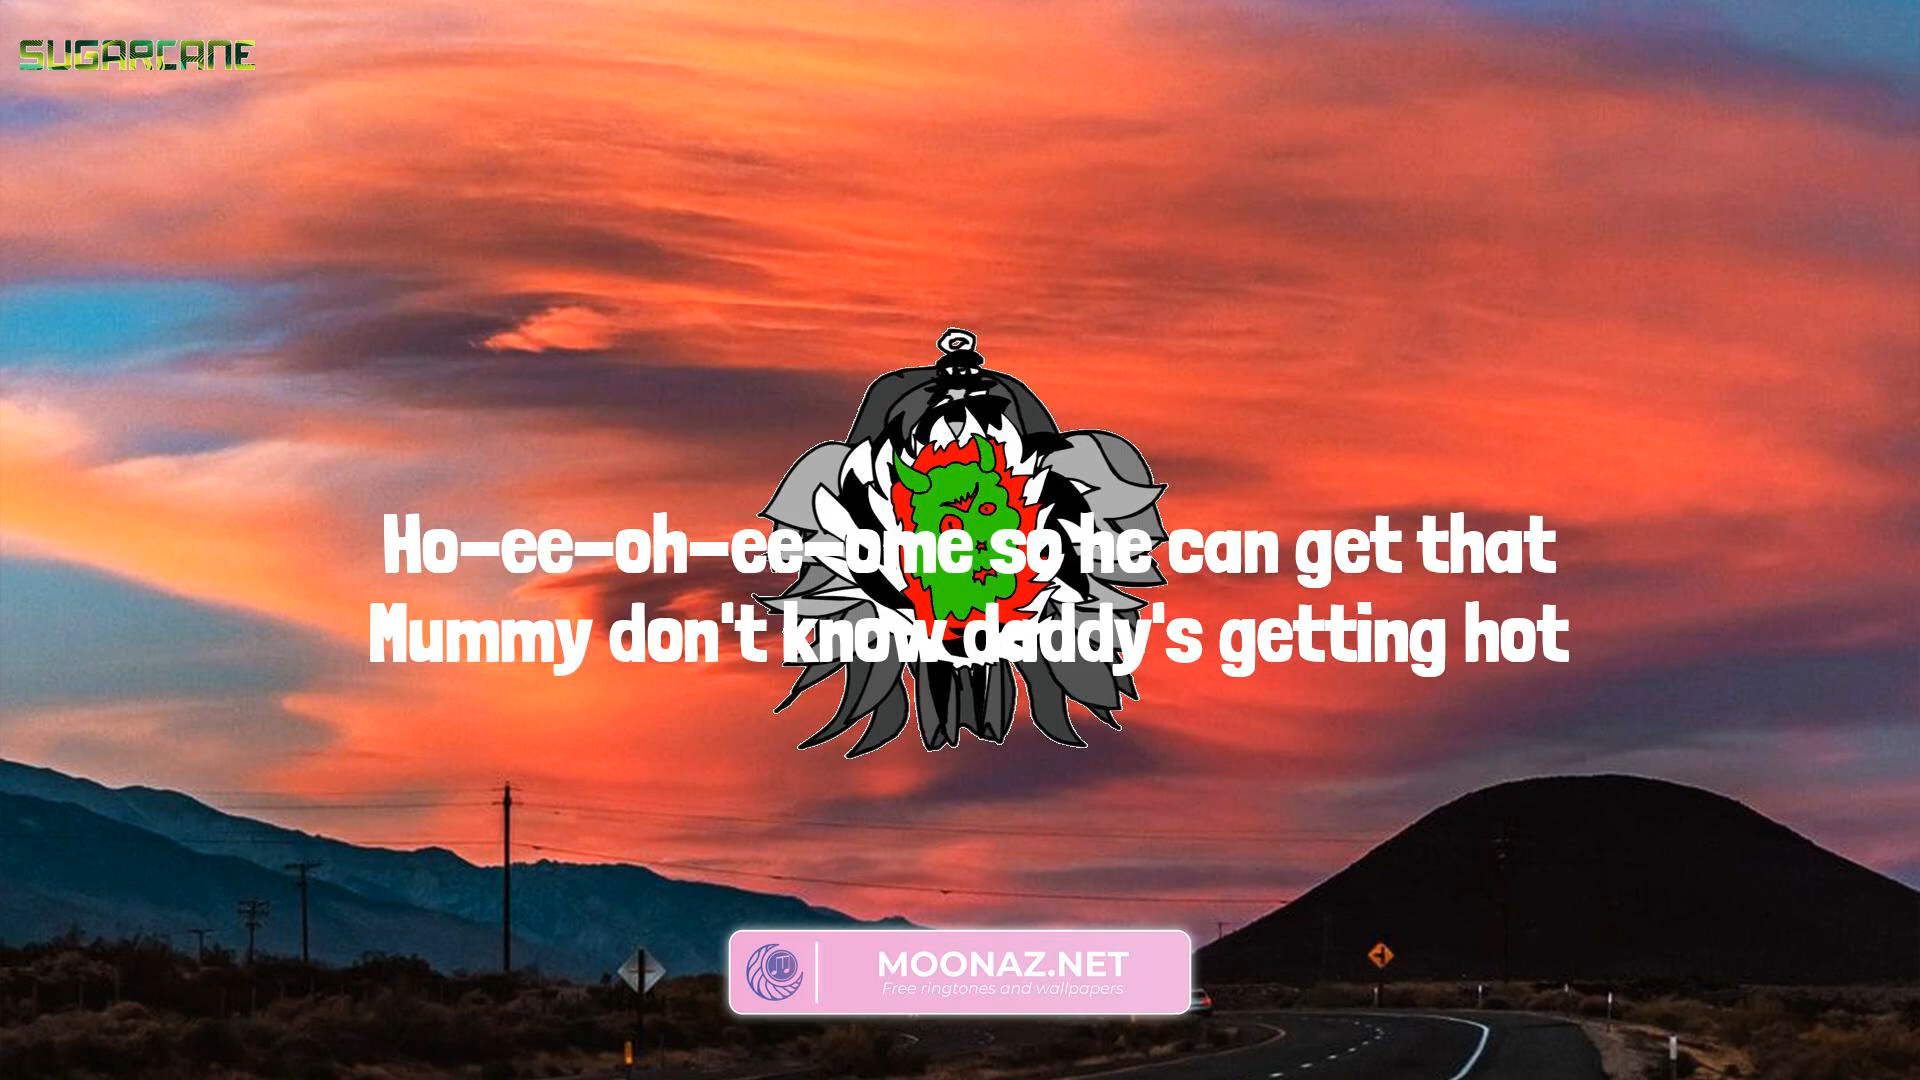 SUGARCANE
Ho-ee-oh-ee-ome so he can get that
Mummy don't know daddy's getting hot
MOONAZ.NET
Free ringtones and wallpapers